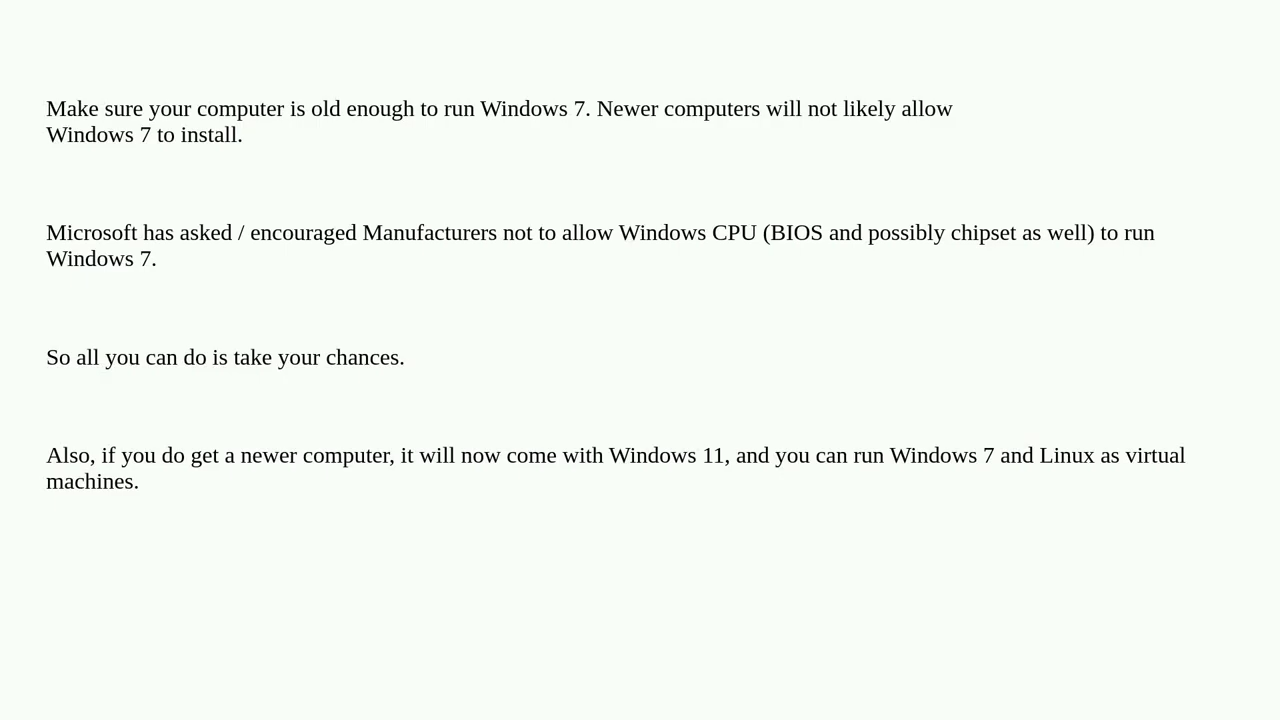 Make sure your computer is old enough to run Windows 7. Newer computers will not likely allow
Windows 7 to install.
Microsoft has asked / encouraged Manufacturers not to allow Windows CPU (BIOS and possibly chipset as well) to run
Windows 7.
So all you can do is take your chances.
Also, if you do get a newer computer, it will now come with Windows 11, and you can run Windows 7 and Linux as virtual
machines.